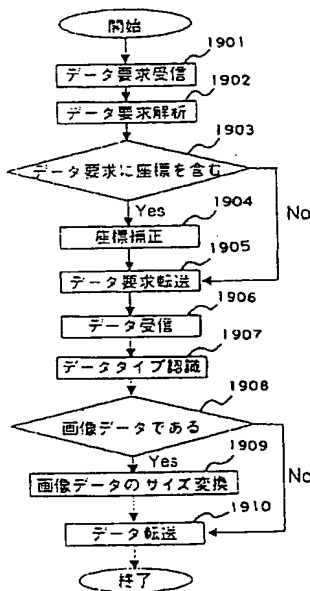 開始
1901
データ要求受信
1902
データ要求解析
1903
データ要求に座標を含む
Yes
No
1904
座標補正
1905
データ要求転送
1906
データ受信
1907
データタイプ認識
1908
画像データである
Yes
No
1909
画像データのサイズ変換
1910
データ転送
終了